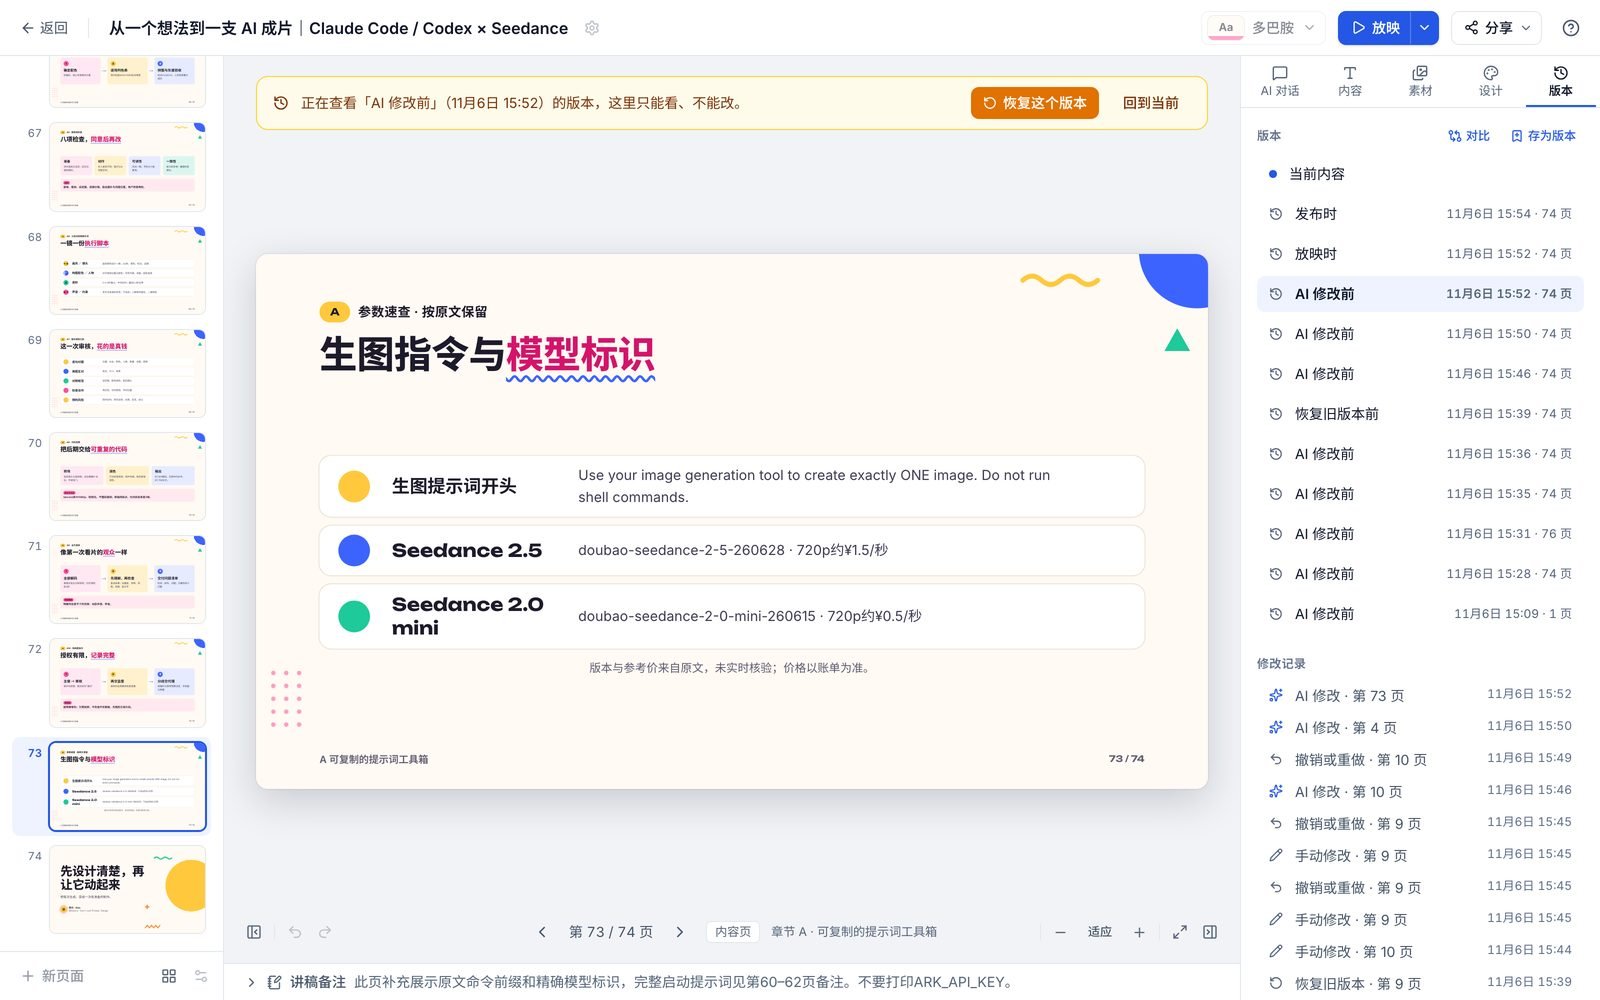 返回
从一个想法到一支 AI 成片｜Claude Code / Codex × Seedance
Aa 多巴胺
放映
分享
67
八项检查，同意后再改
68
一镜一份执行脚本
69
这一次审核，花的是真钱
70
把后期交给可重复的代码
71
像第一次看片的观众一样
72
授权有限，记录完整
73
生图指令与模型标识
74
先设计清楚，再
让它动起来
新页面
正在查看「AI 修改前」（11月6日 15:52）的版本，这里只能看、不能改。
恢复这个版本
回到当前
A 参数速查 · 按原文保留
生图指令与模型标识
生图提示词开头
Use your image generation tool to create exactly ONE image. Do not run
shell commands.
Seedance 2.5
doubao-seedance-2-5-260628 · 720p约¥1.5/秒
Seedance 2.0
mini
doubao-seedance-2-0-mini-260615 · 720p约¥0.5/秒
版本与参考价来自原文，未实时核验；价格以账单为准。
A 可复制的提示词工具箱
73 / 74
第 73 / 74 页
内容页
章节 A · 可复制的提示词工具箱
适应
讲稿备注 此页补充展示原文命令前缀和精确模型标识，完整启动提示词见第60–62页备注。不要打印ARK_API_KEY。
AI 对话
内容
素材
设计
版本
版本
对比
存为版本
当前内容
发布时 11月6日 15:54 · 74 页
放映时 11月6日 15:52 · 74 页
AI 修改前 11月6日 15:52 · 74 页
AI 修改前 11月6日 15:50 · 74 页
AI 修改前 11月6日 15:46 · 74 页
恢复旧版本前 11月6日 15:39 · 74 页
AI 修改前 11月6日 15:36 · 74 页
AI 修改前 11月6日 15:35 · 74 页
AI 修改前 11月6日 15:31 · 76 页
AI 修改前 11月6日 15:28 · 74 页
AI 修改前 11月6日 15:09 · 1 页
修改记录
AI 修改 · 第 73 页 11月6日 15:52
AI 修改 · 第 4 页 11月6日 15:50
撤销或重做 · 第 10 页 11月6日 15:49
AI 修改 · 第 10 页 11月6日 15:46
撤销或重做 · 第 9 页 11月6日 15:45
手动修改 · 第 9 页 11月6日 15:45
撤销或重做 · 第 9 页 11月6日 15:45
手动修改 · 第 9 页 11月6日 15:45
手动修改 · 第 10 页 11月6日 15:44
恢复旧版本 · 第 9 页 11月6日 15:39